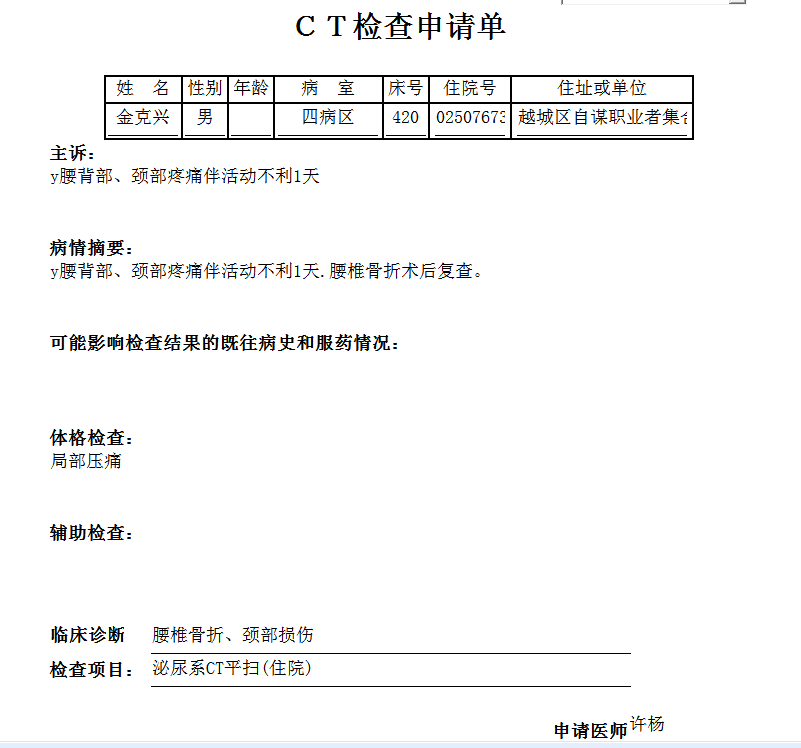 CT检查申请单
姓 名 性别 年龄 病 室 床号 住院号 住址或单位
金克兴 男 四病区 420 02507673 越城区自谋职业者集
主诉:
y腰背部、颈部疼痛伴活动不利1天
病情摘要:
y腰背部、颈部疼痛伴活动不利1天.腰椎骨折术后复查。
可能影响检查结果的既往病史和服药情况:
体格检查:
局部压痛
辅助检查:
临床诊断 腰椎骨折、颈部损伤
检查项目: 泌尿系CT平扫(住院)
申请医师 许杨